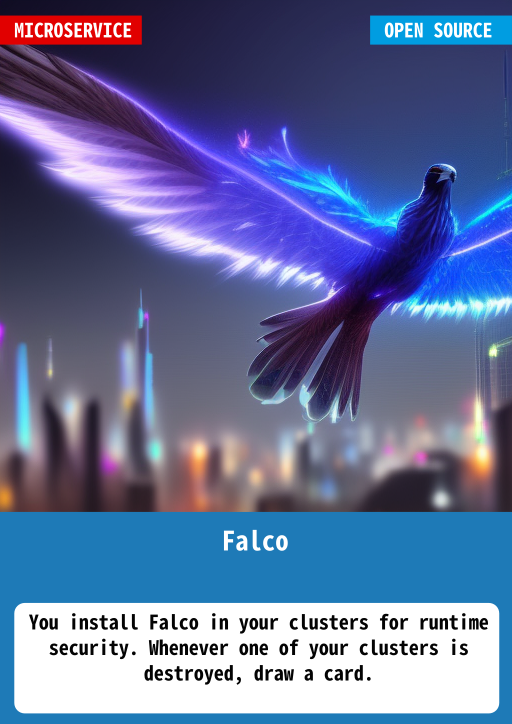 MICROSERVICE
OPEN SOURCE
Falco
You install Falco in your clusters for runtime
security. Whenever one of your clusters is
destroyed, draw a card.